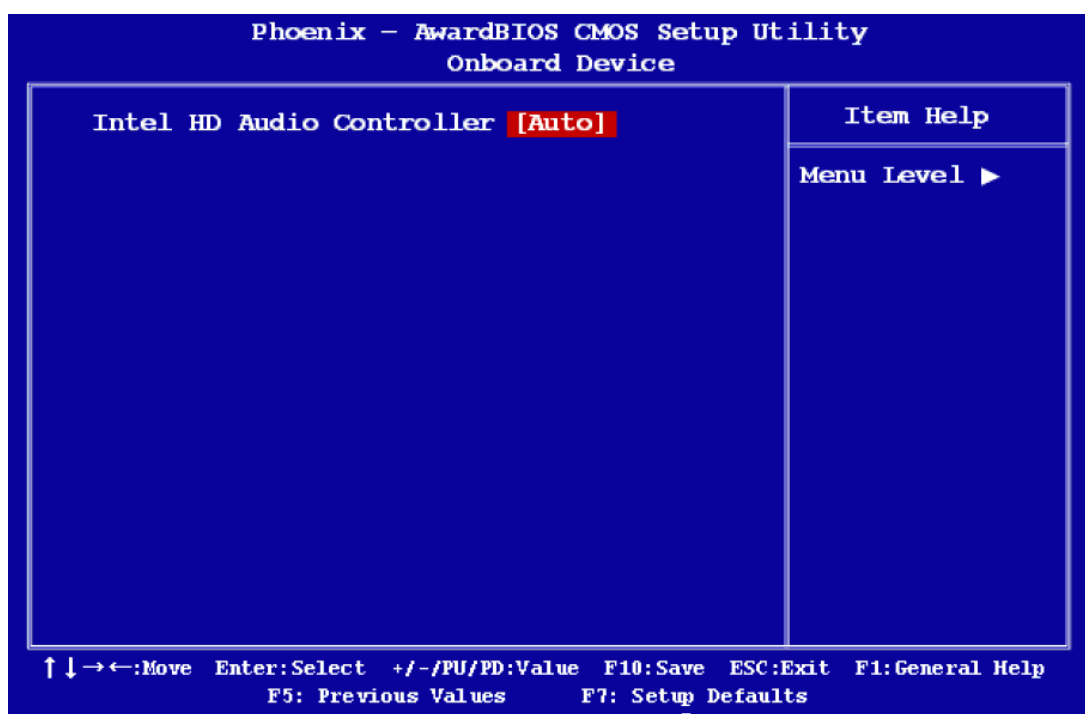 Phoenix – AwardBIOS CMOS Setup Utility
Onboard Device
Intel HD Audio Controller [Auto]
Item Help
Menu Level ▶
↑↓→←:Move Enter:Select +/-/PU/PD:Value F10:Save ESC:Exit F1:General Help
F5: Previous Values F7: Setup Defaults